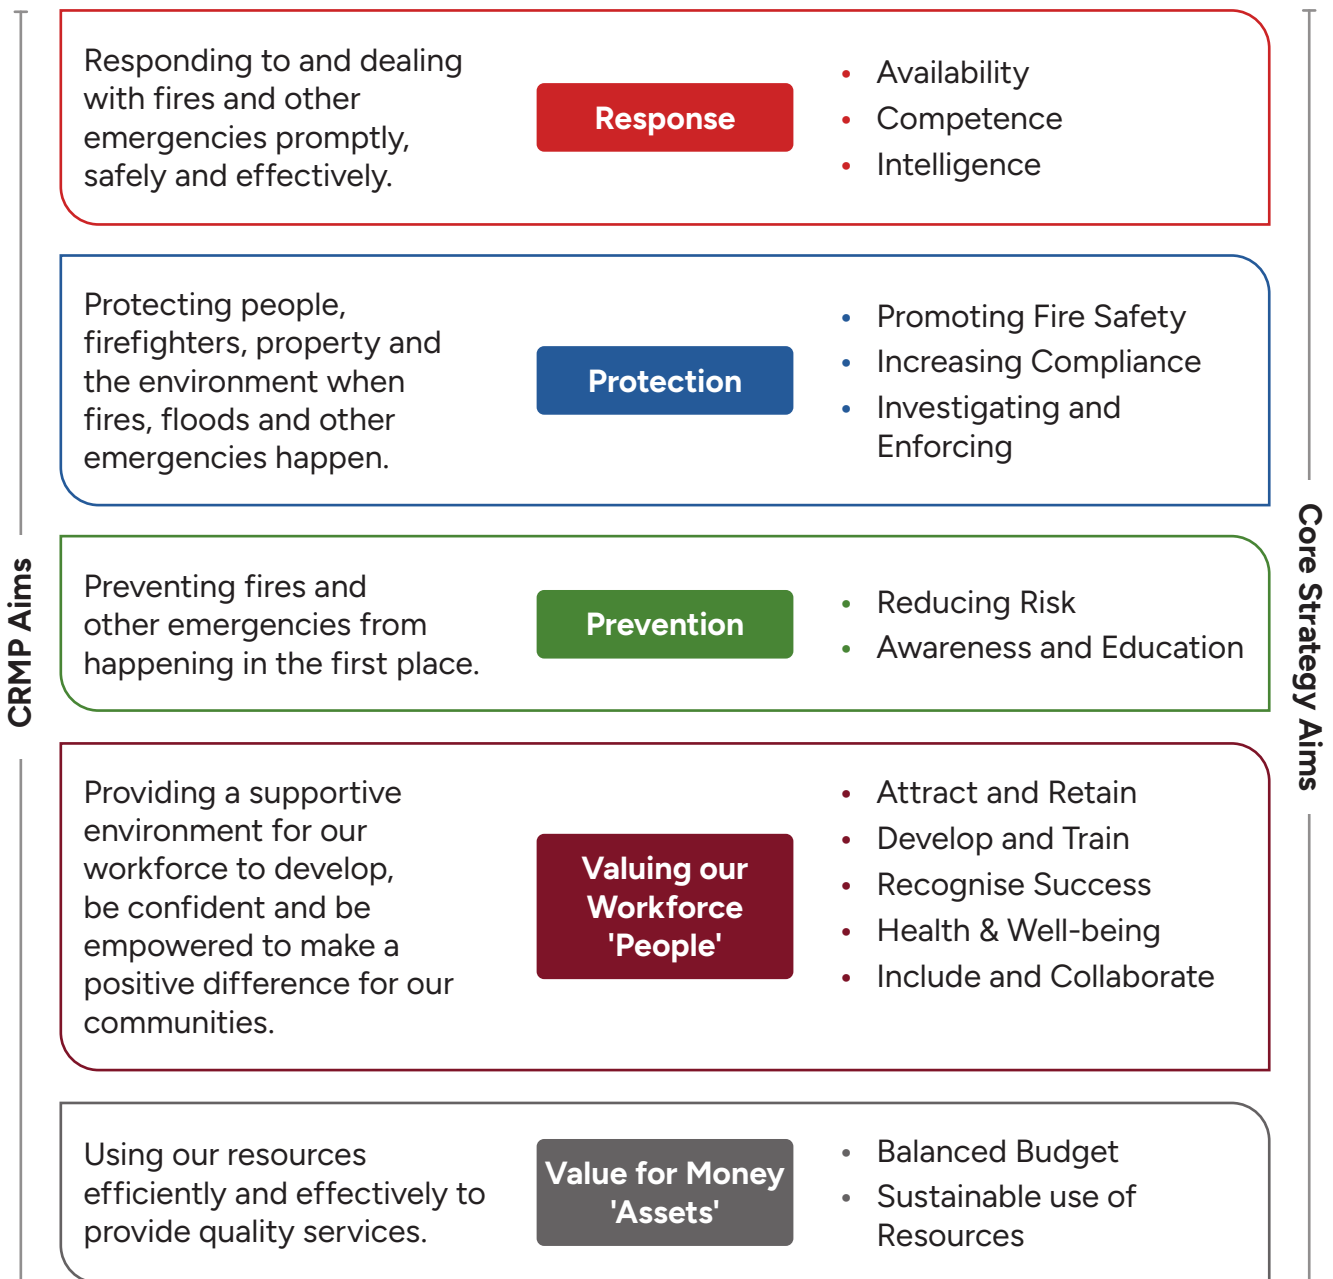 CRMP Aims
Core Strategy Aims
Responding to and dealing
with fires and other
emergencies promptly,
safely and effectively.
Response
• Availability
• Competence
• Intelligence
Protecting people,
firefighters, property and
the environment when
fires, floods and other
emergencies happen.
Protection
• Promoting Fire Safety
• Increasing Compliance
• Investigating and
Enforcing
Preventing fires and
other emergencies from
happening in the first place.
Prevention
• Reducing Risk
• Awareness and Education
Providing a supportive
environment for our
workforce to develop,
be confident and be
empowered to make a
positive difference for our
communities.
Valuing our
Workforce
'People'
• Attract and Retain
• Develop and Train
• Recognise Success
• Health & Well-being
• Include and Collaborate
Using our resources
efficiently and effectively to
provide quality services.
Value for Money
'Assets'
• Balanced Budget
• Sustainable use of
Resources